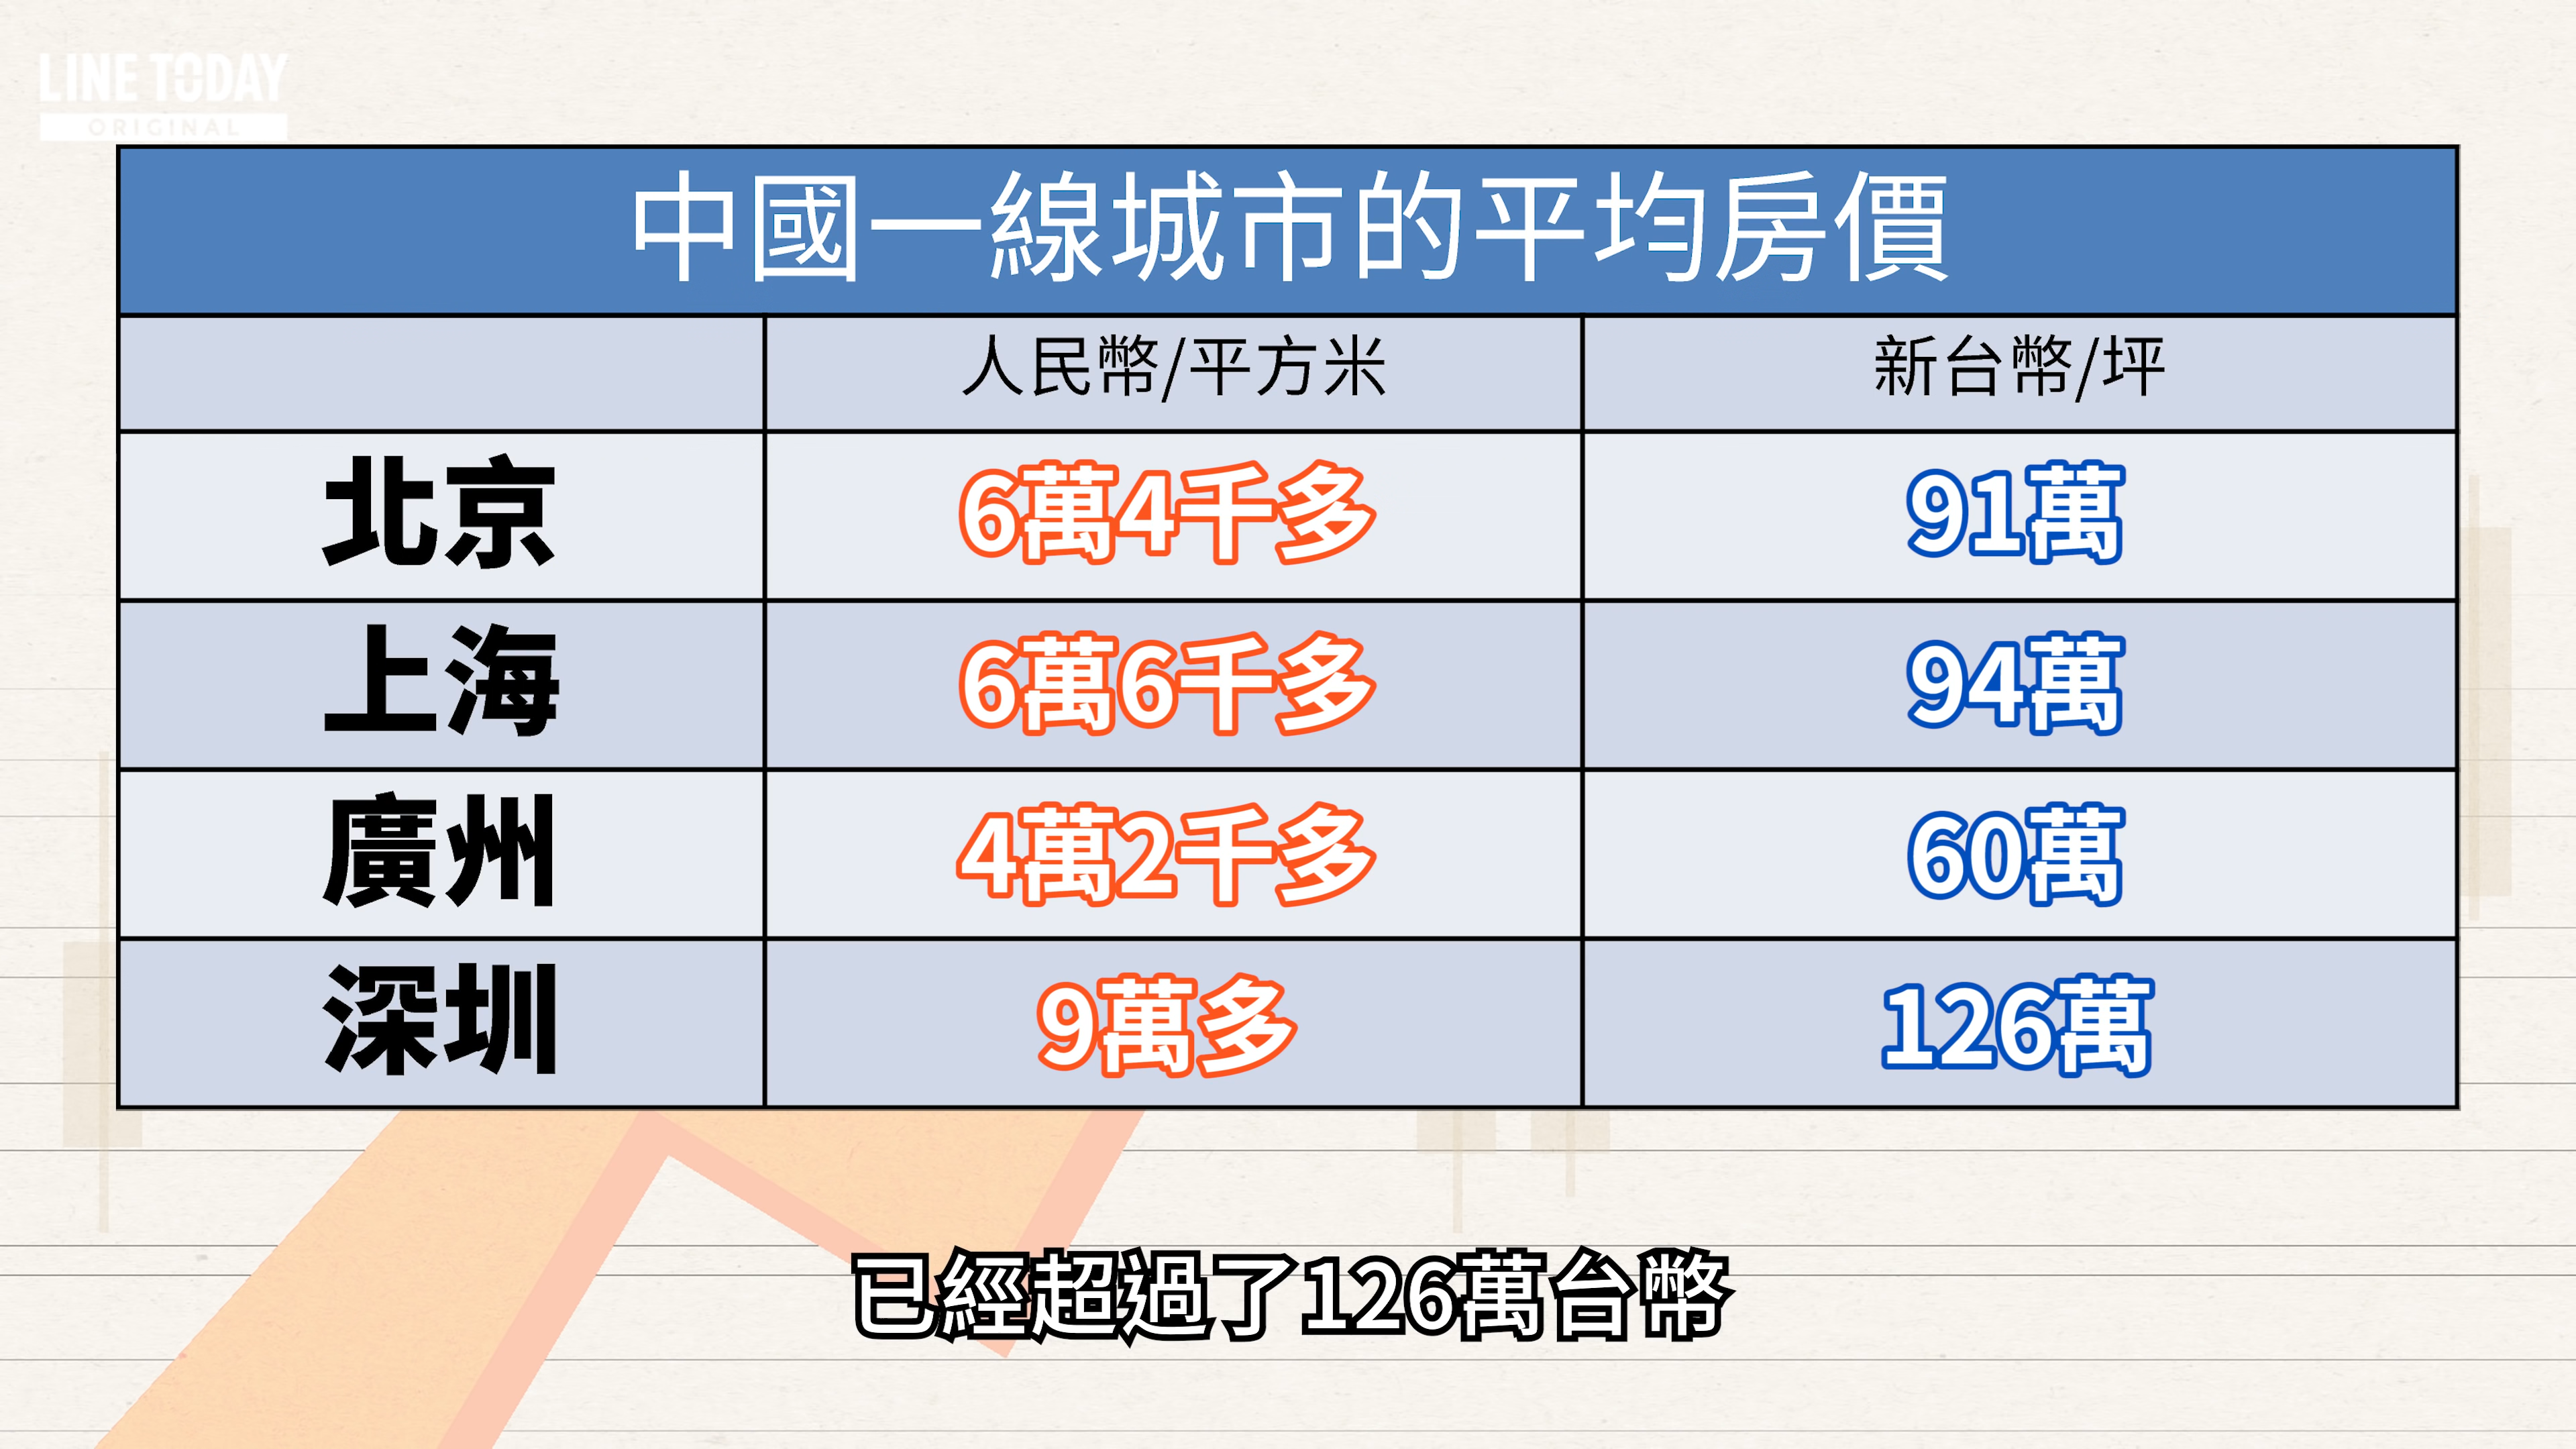 LINE TODAY
ORIGINAL
中國一線城市的平均房價
人民幣/平方米 新台幣/坪
北京 6萬4千多 91萬
上海 6萬6千多 94萬
廣州 4萬2千多 60萬
深圳 9萬多 126萬
已經超過了126萬台幣